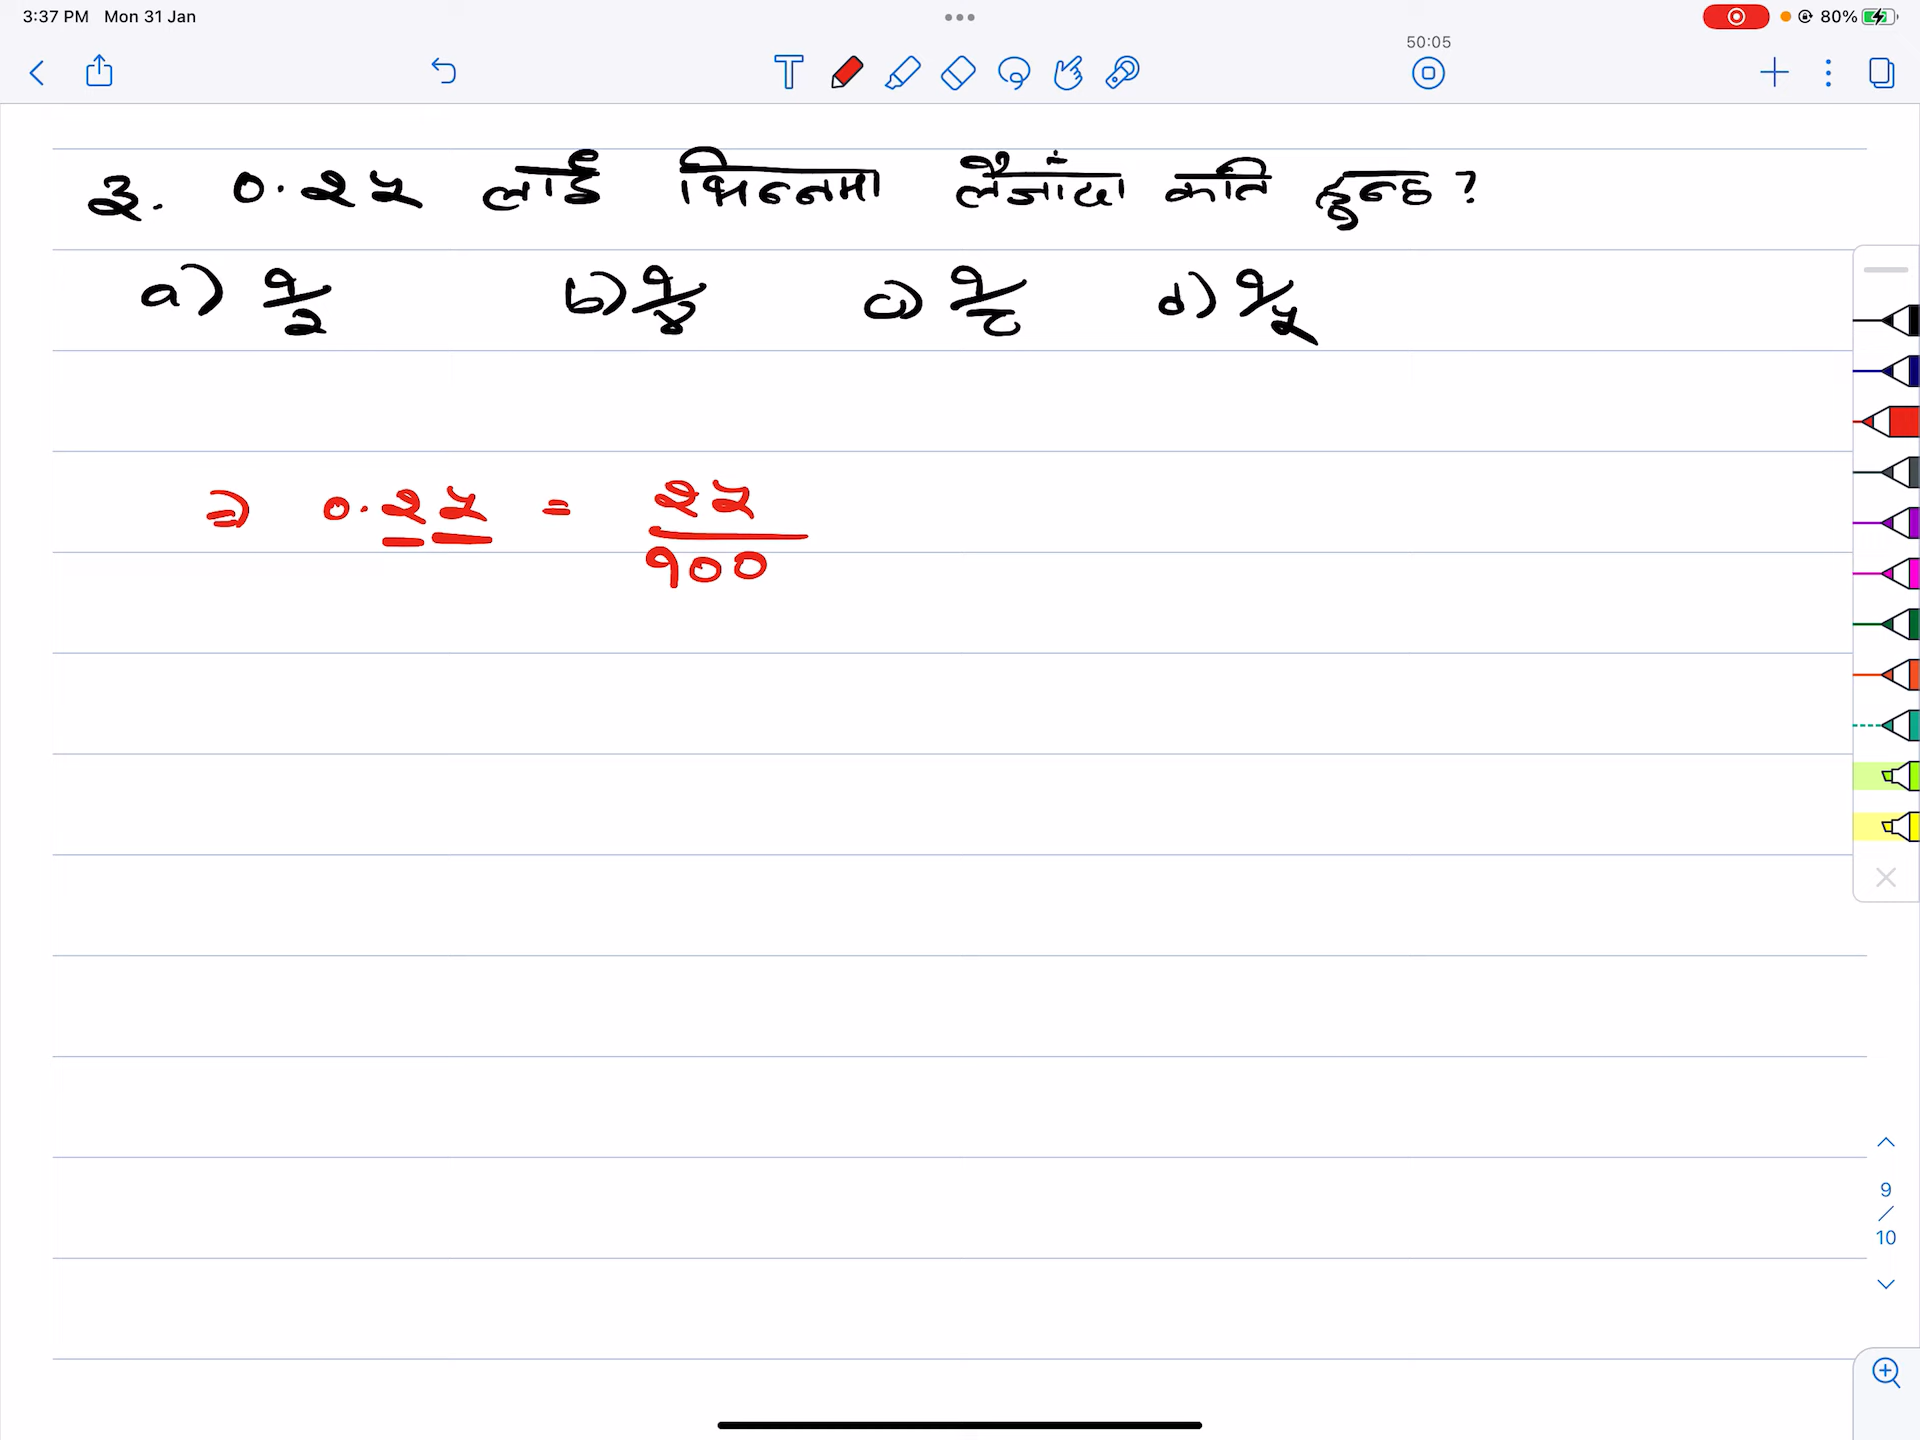 3:37 PM Mon 31 Jan
80%
50:05
३. ०.२५ लाई भिन्नमा लैजाँदा कति हुन्छ ?
a) १/२ b) १/४ c) १/८ d) १/५
⇒ ०.२५ = २५/१००
9
/
10